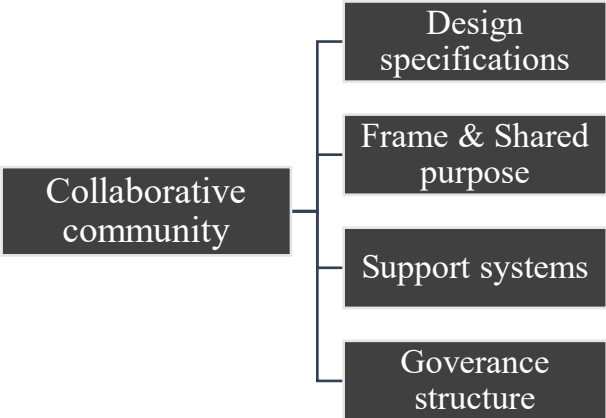 Design
specifications
Frame & Shared
purpose
Collaborative
community
Support systems
Goverance
structure